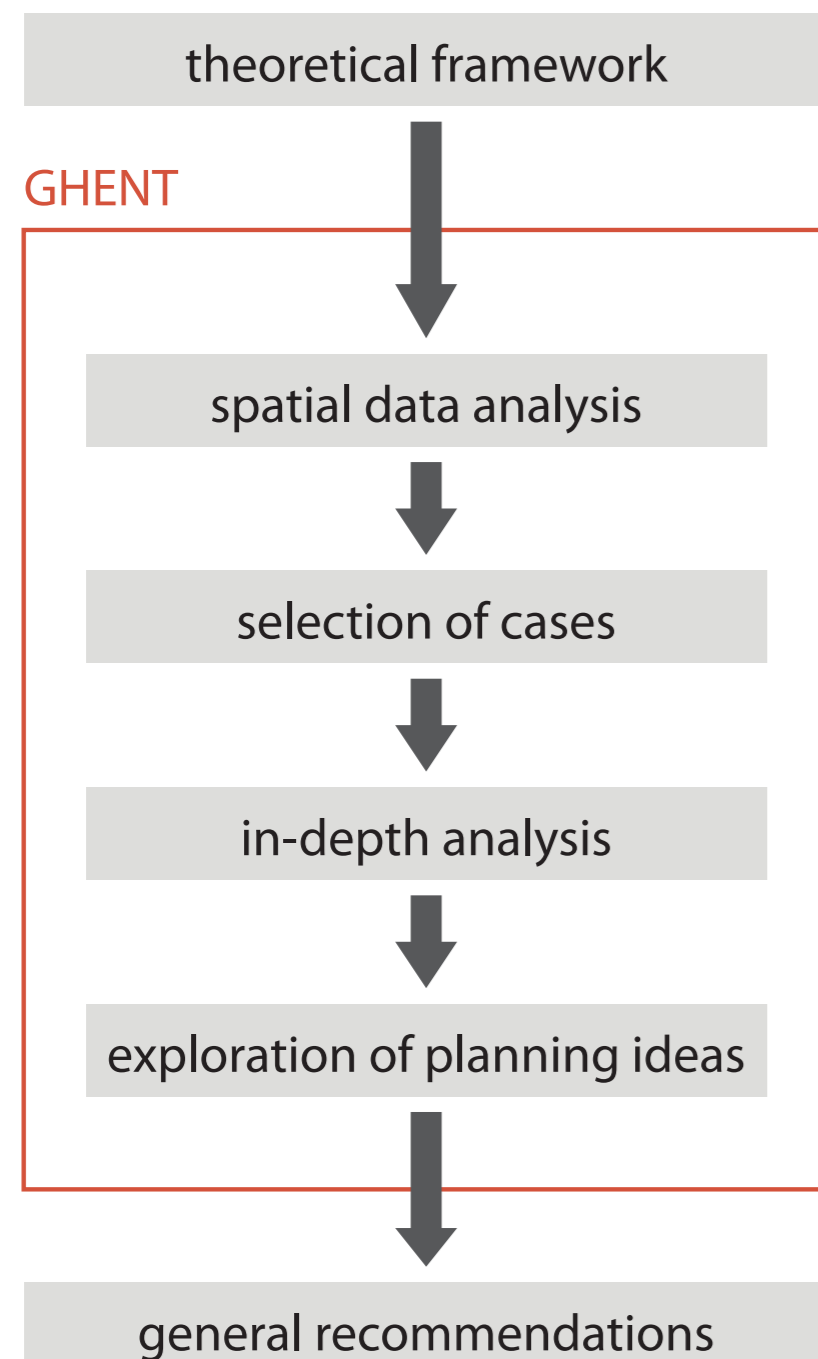 theoretical framework
GHENT
spatial data analysis
selection of cases
in-depth analysis
exploration of planning ideas
general recommendations